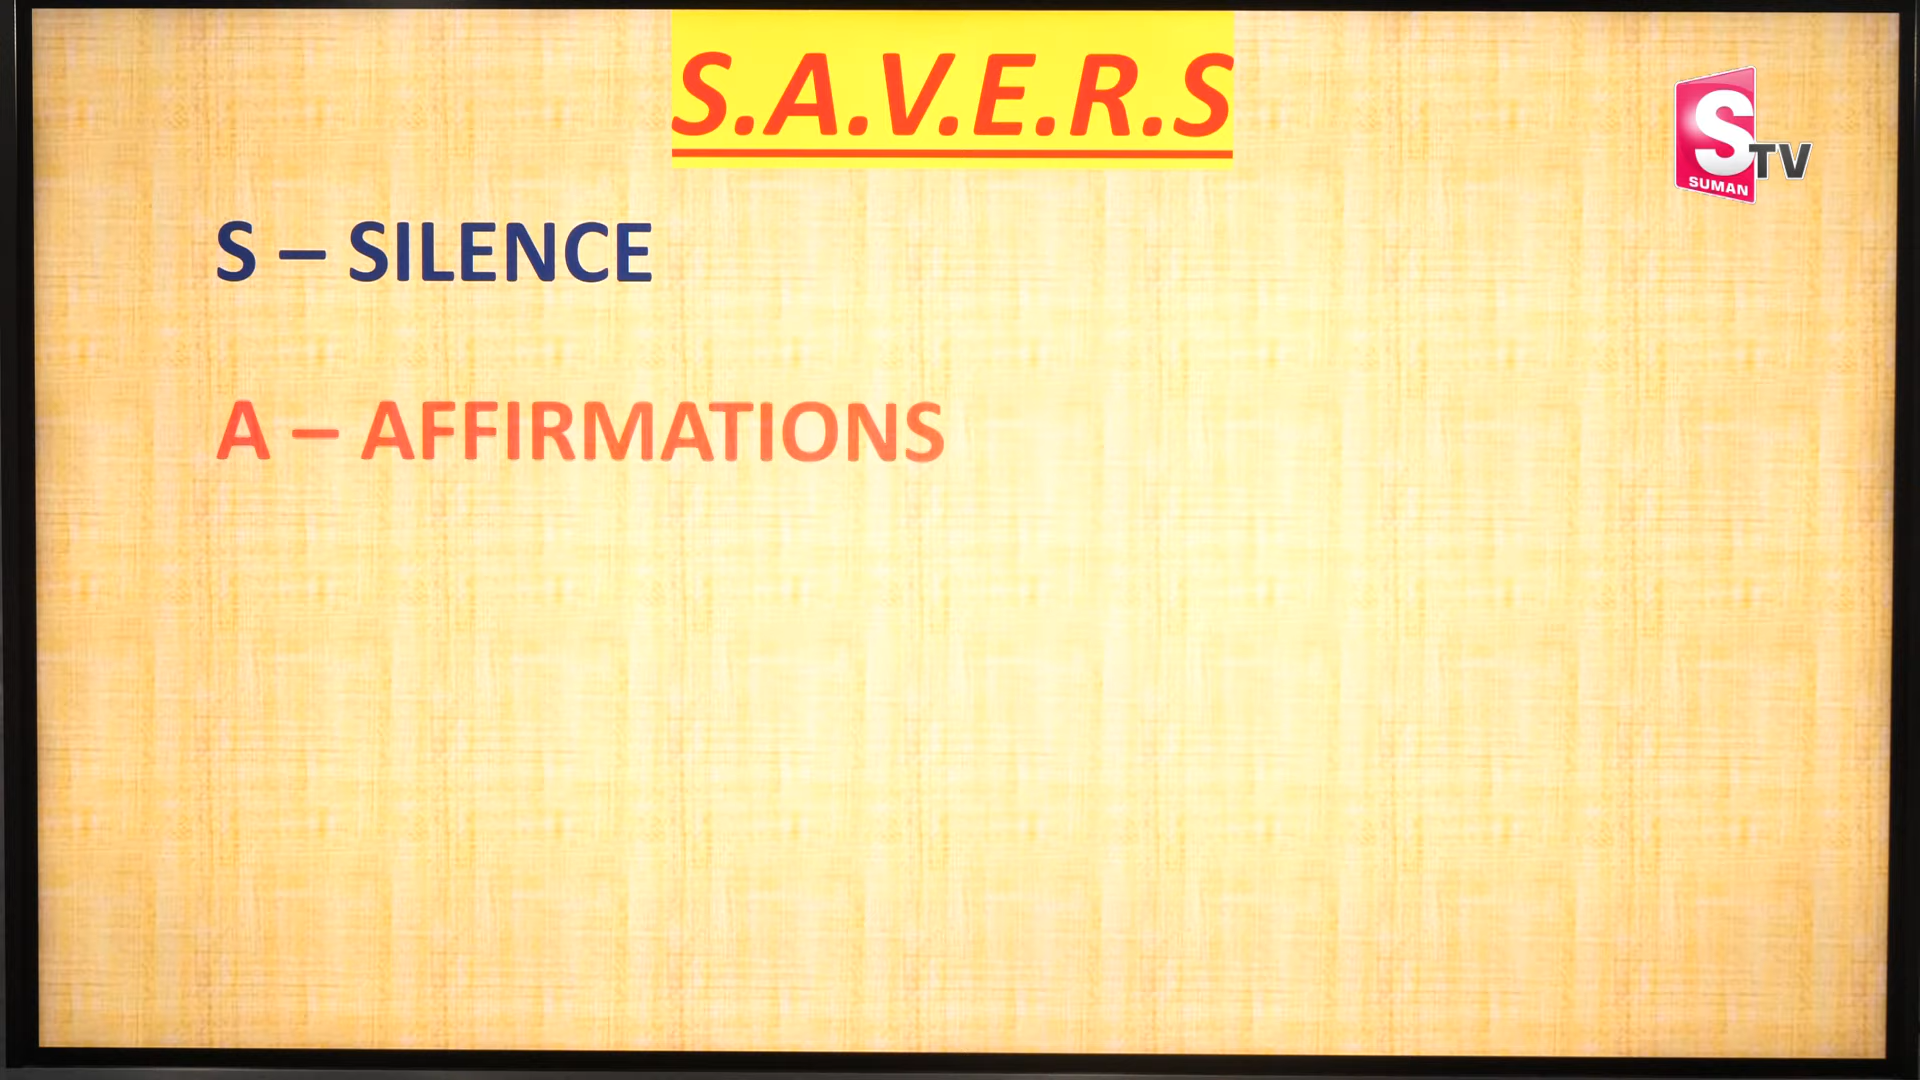 S.A.V.E.R.S
S TV
SUMAN
S – SILENCE
A – AFFIRMATIONS